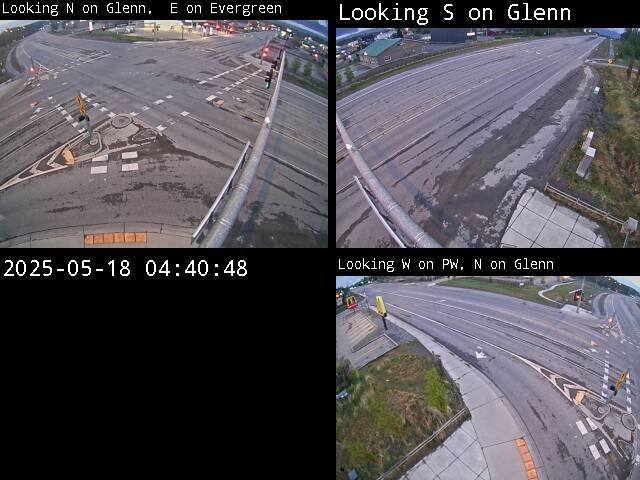 Looking N on Glenn,  E on Evergreen
Looking S on Glenn
2025-05-18 04:40:48
Looking W on PW, N on Glenn